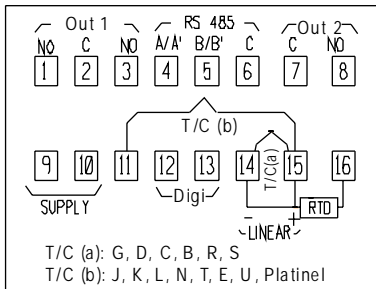 Out 1 RS 485 Out 2
NO C NO A/A' B/B' C C NO
1 2 3 4 5 6 7 8
T/C (b)
T/C(a)
9 10 11 12 13 14 15 16
SUPPLY Digi - + RTD
LINEAR
T/C (a): G, D, C, B, R, S
T/C (b): J, K, L, N, T, E, U, Platinel